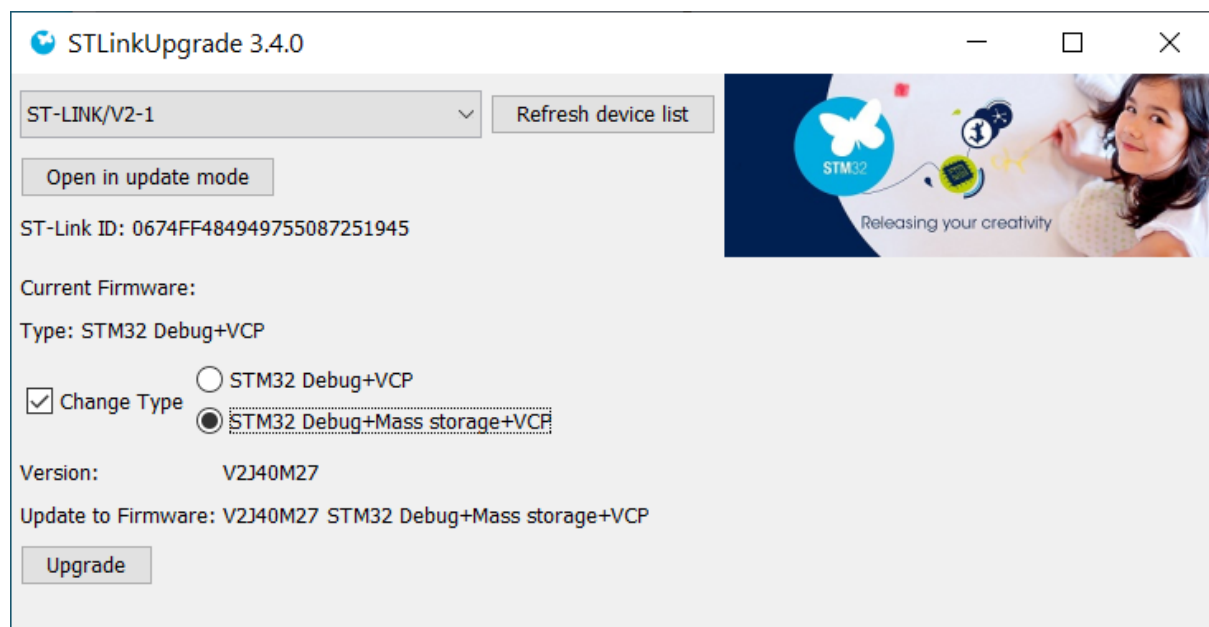 STLinkUpgrade 3.4.0
ST-LINK/V2-1
Refresh device list
Open in update mode
ST-Link ID: 0674FF484949755087251945
STM32
Releasing your creativity
Current Firmware:
Type: STM32 Debug+VCP
STM32 Debug+VCP
Change Type
STM32 Debug+Mass storage+VCP
Version: V2J40M27
Update to Firmware: V2J40M27 STM32 Debug+Mass storage+VCP
Upgrade